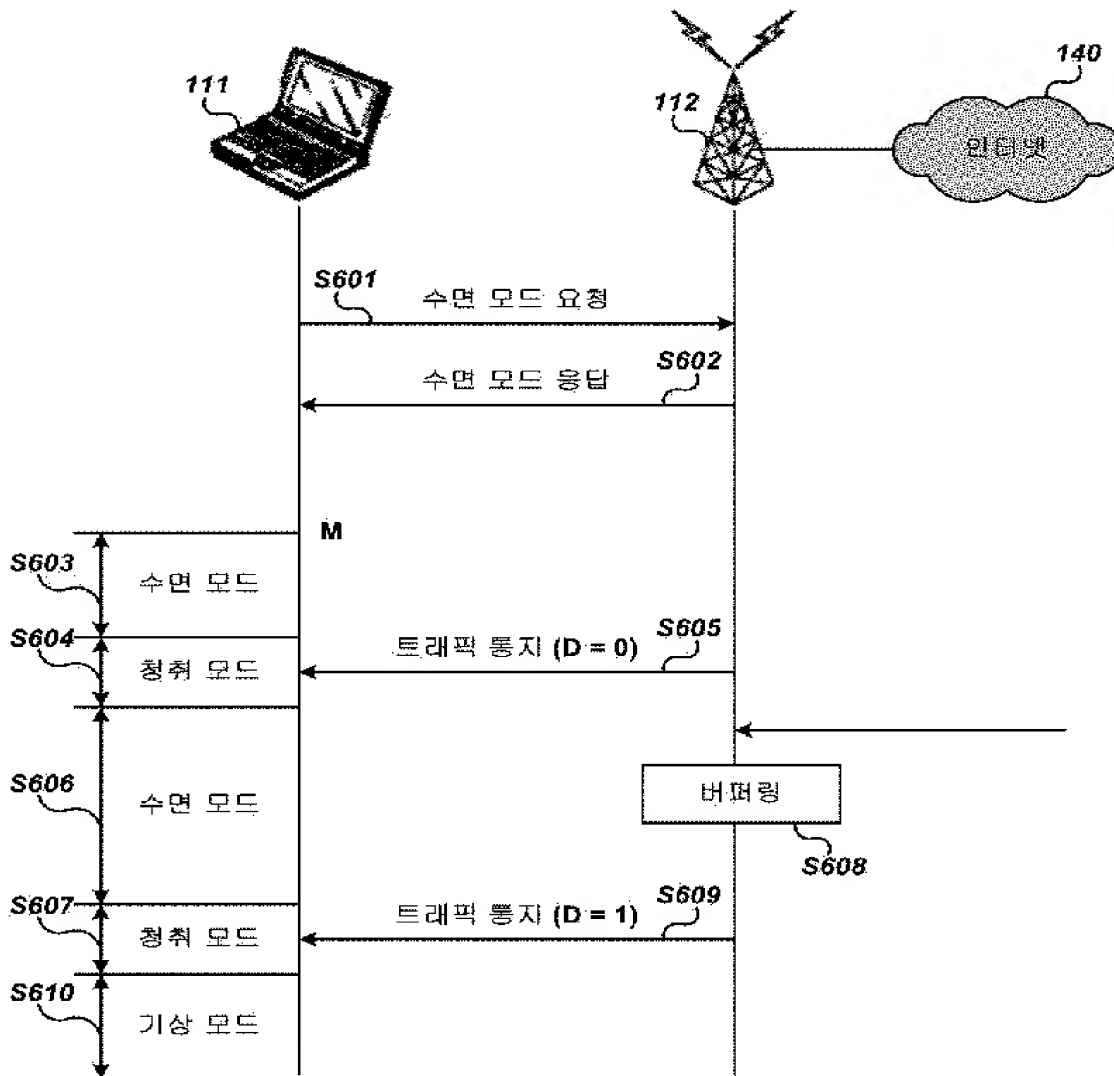 111
112
140
인터넷
S601
수면 모드 요청
S602
수면 모드 응답
M
S603
수면 모드
S604
청취 모드
트래픽 통지 (D = 0)
S605
S606
수면 모드
버퍼링
S608
S607
청취 모드
트래픽 통지 (D = 1)
S609
S610
기상 모드